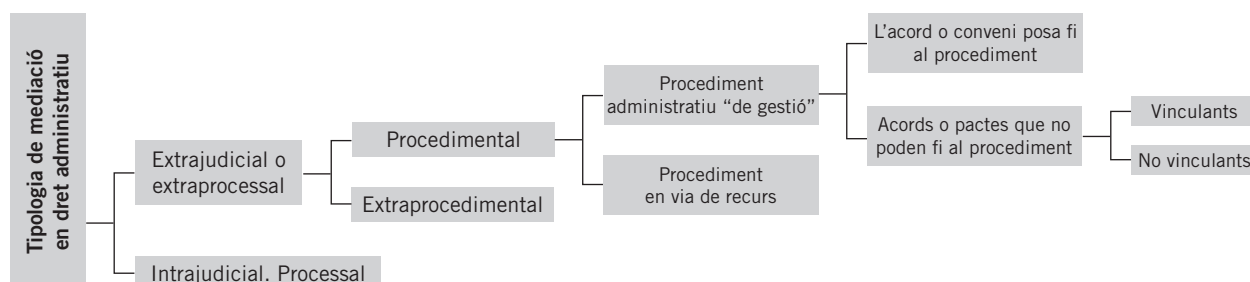 Tipologia de mediació
en dret administratiu
Extrajudicial o
extraprocessal
Intrajudicial. Processal
Procedimental
Extraprocedimental
Procediment
administratiu “de gestió”
Procediment
en via de recurs
L’acord o conveni posa fi
al procediment
Acords o pactes que no
poden fi al procediment
Vinculants
No vinculants